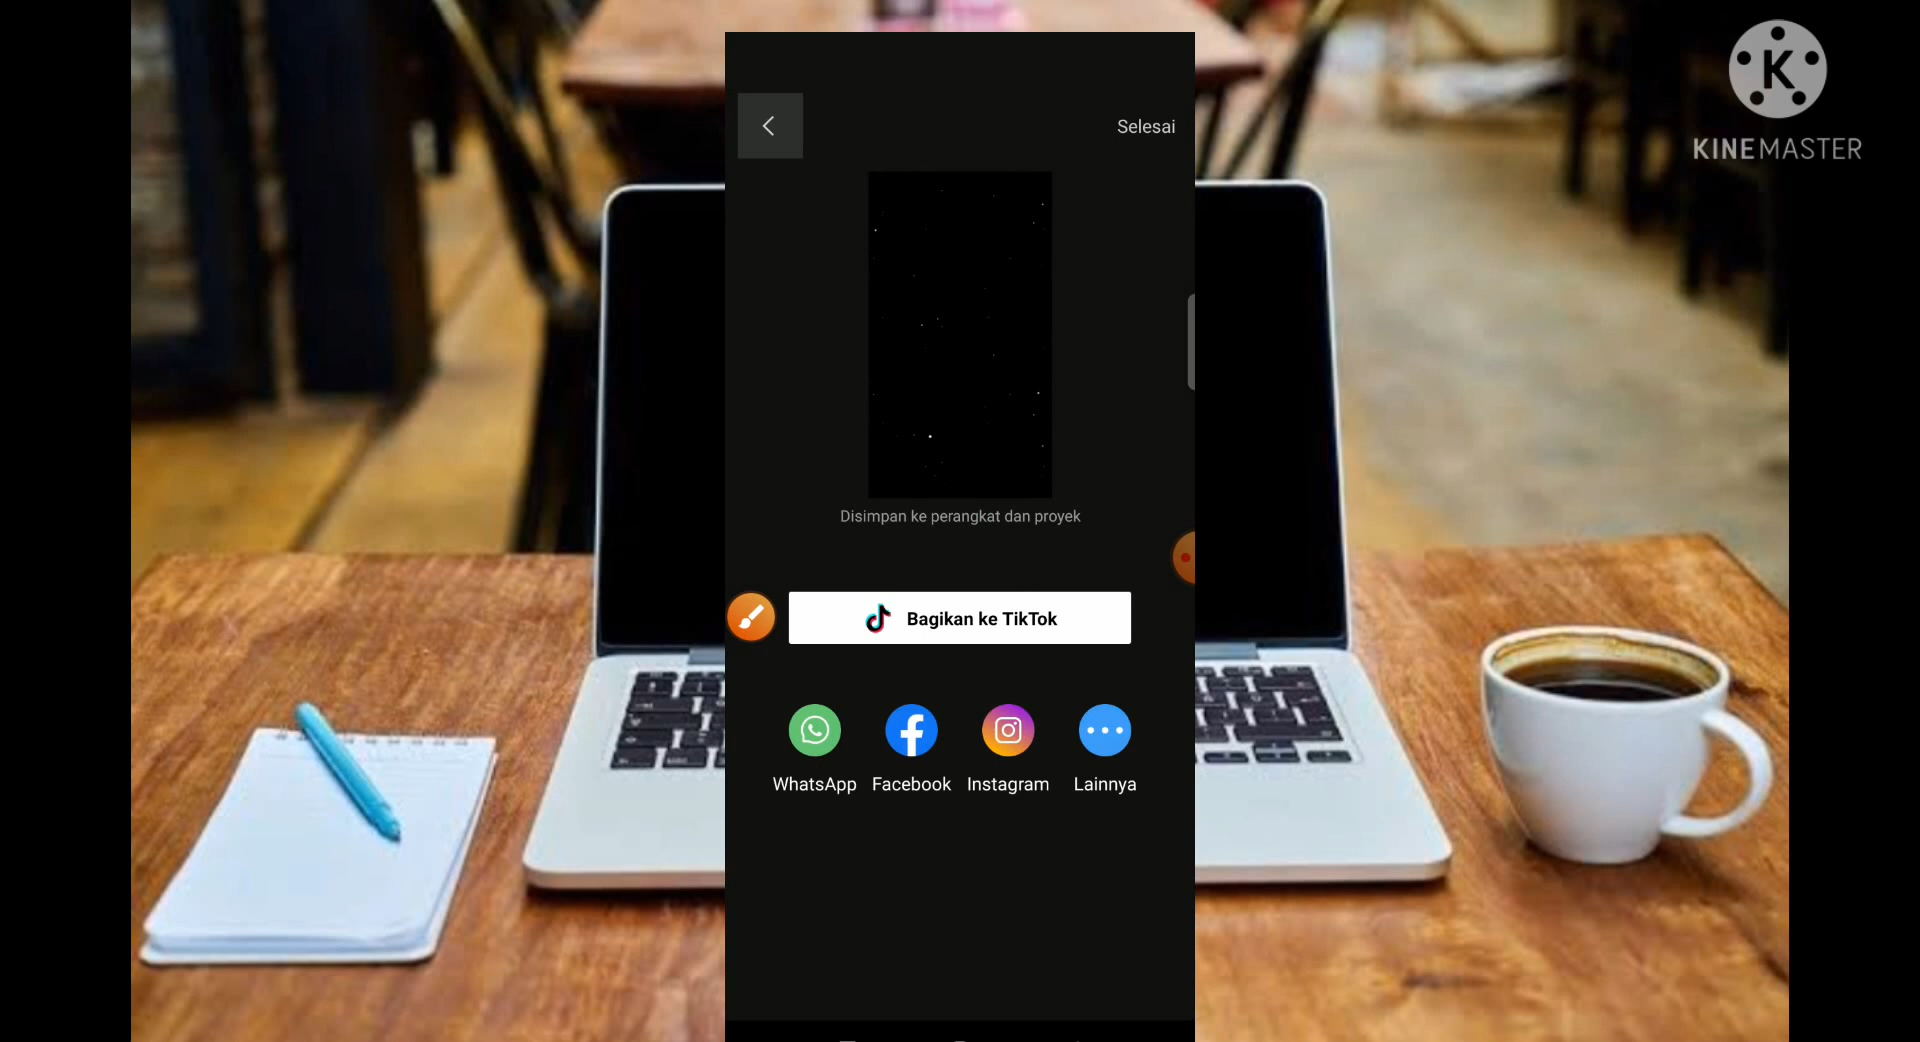 K
KINEMASTER
Selesai
Disimpan ke perangkat dan proyek
Bagikan ke TikTok
WhatsApp Facebook Instagram Lainnya